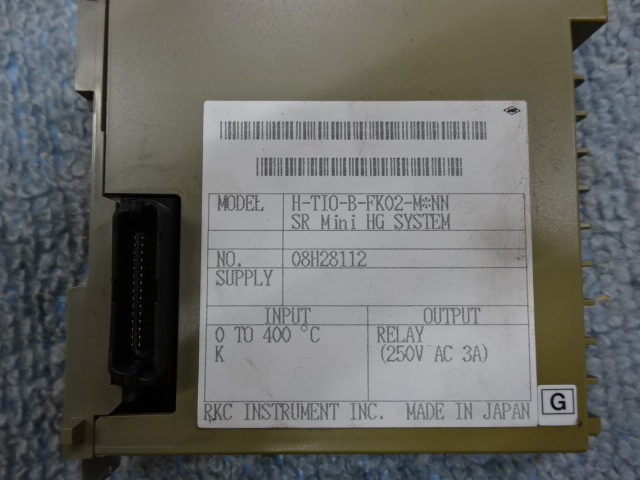 MODEL H-TIO-B-FK02-M*NN
SR Mini HG SYSTEM
NO. 08H28112
SUPPLY
INPUT OUTPUT
0 TO 400 °C RELAY
K (250V AC 3A)
RKC INSTRUMENT INC. MADE IN JAPAN
G